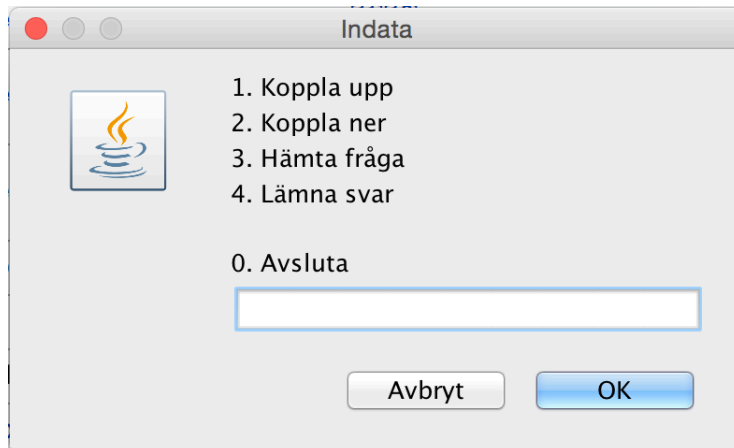 Indata
1. Koppla upp
2. Koppla ner
3. Hämta fråga
4. Lämna svar
0. Avsluta
Avbryt OK